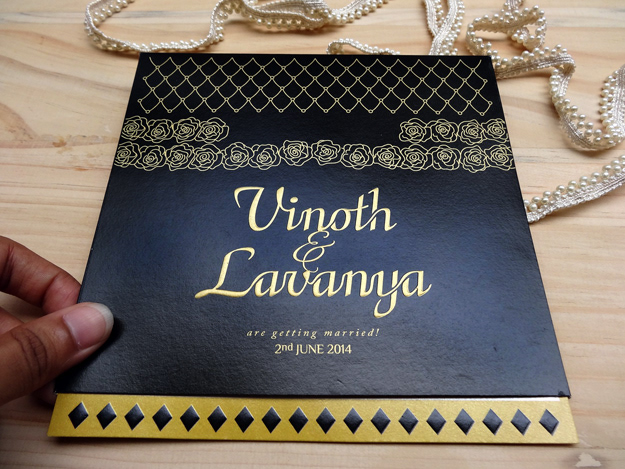 Vinoth
&
Lavanya
are getting married!
2nd JUNE 2014